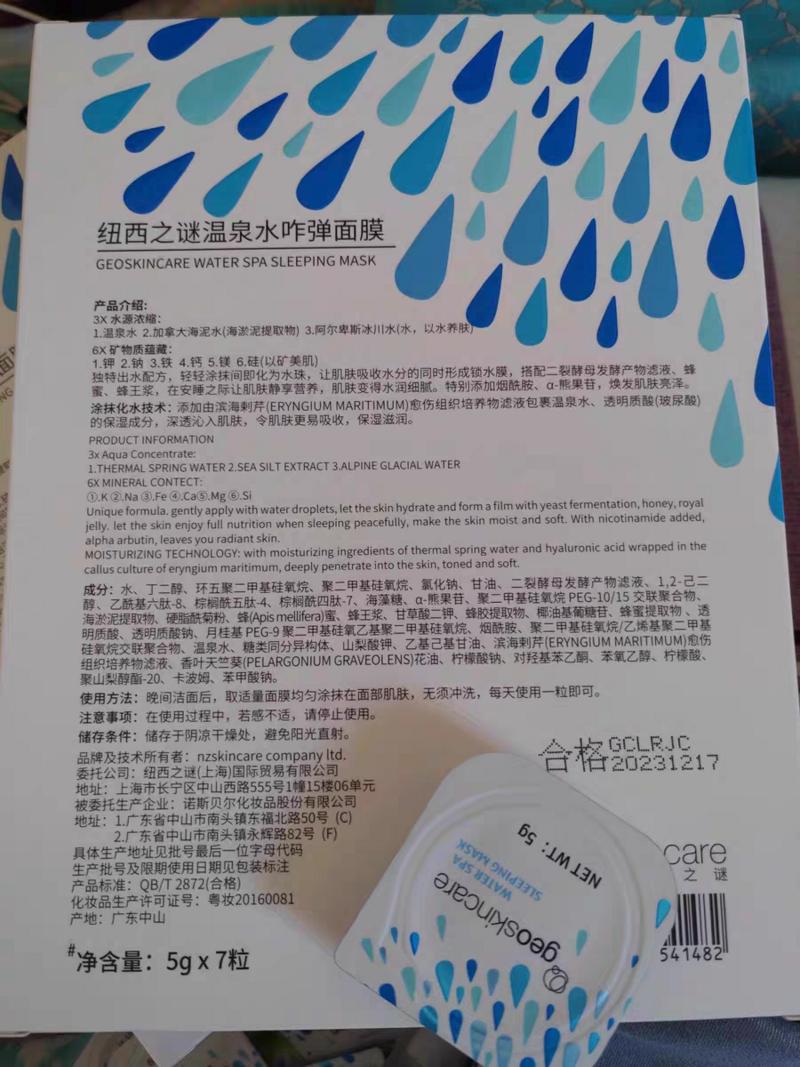 纽西之谜温泉水咋弹面膜
GEOSKINCARE WATER SPA SLEEPING MASK
产品介绍:
3X 水源浓缩:
1.温泉水 2.加拿大海泥水(海淤泥提取物) 3.阿尔卑斯冰川水(水，以水养肤)
6X 矿物质蕴藏:
1.钾 2.钠 3.铁 4.钙 5.镁 6.硅(以矿美肌)
独特出水配方，轻轻涂抹间即化为水珠，让肌肤吸收水分的同时形成锁水膜，搭配二裂酵母发酵产物滤液、蜂
蜜、蜂王浆，在安睡之际让肌肤静享营养，肌肤变得水润细腻。特别添加烟酰胺、α-熊果苷，焕发肌肤亮泽。
涂抹化水技术：添加由滨海刺芹(ERYNGIUM MARITIMUM)愈伤组织培养物滤液包裹温泉水、透明质酸(玻尿酸)
的保湿成分，深透沁入肌肤，令肌肤更易吸收，保湿滋润。
PRODUCT INFORMATION
3x Aqua Concentrate:
1.THERMAL SPRING WATER 2.SEA SILT EXTRACT 3.ALPINE GLACIAL WATER
6X MINERAL CONTECT:
①.K ②.Na ③.Fe ④.Ca⑤.Mg ⑥.Si
Unique formula. gently apply with water droplets, let the skin hydrate and form a film with yeast fermentation, honey, royal
jelly. let the skin enjoy full nutrition when sleeping peacefully, make the skin moist and soft. With nicotinamide added,
alpha arbutin, leaves you radiant skin.
MOISTURIZING TECHNOLOGY: with moisturizing ingredients of thermal spring water and hyaluronic acid wrapped in the
callus culture of eryngium maritimum, deeply penetrate into the skin, toned and soft.
成分：水、丁二醇、环五聚二甲基硅氧烷、聚二甲基硅氧烷、氯化钠、甘油、二裂酵母发酵产物滤液、1,2-己二
醇、乙酰基六肽-8、棕榈酰五肽-4、棕榈酰四肽-7、海藻糖、α-熊果苷、聚二甲基硅氧烷 PEG-10/15 交联聚合物、
海淤泥提取物、硬脂酰菊粉、蜂(Apis mellifera)蜜、蜂王浆、甘草酸二钾、蜂胶提取物、椰油基葡糖苷、蜂蜜提取物 、透
明质酸、透明质酸钠、月桂基 PEG-9 聚二甲基硅氧乙基聚二甲基硅氧烷、烟酰胺、聚二甲基硅氧烷/乙烯基聚二甲基
硅氧烷交联聚合物、温泉水、糖类同分异构体、山梨酸钾、乙基己基甘油、滨海刺芹(ERYNGIUM MARITIMUM)愈伤
组织培养物滤液、香叶天竺葵(PELARGONIUM GRAVEOLENS)花油、柠檬酸钠、对羟基苯乙酮、苯氧乙醇、柠檬酸、
聚山梨醇酯-20、卡波姆、苯甲酸钠。
使用方法：晚间洁面后，取适量面膜均匀涂抹在面部肌肤，无须冲洗，每天使用一粒即可。
注意事项：在使用过程中，若感不适，请停止使用。
储存条件：储存于阴凉干燥处，避免阳光直射。
品牌及技术所有者：nzskincare company ltd.
委托公司：纽西之谜(上海)国际贸易有限公司
地址：上海市长宁区中山西路555号1幢15楼06单元
被委托生产企业：诺斯贝尔化妆品股份有限公司
地址：1.广东省中山市南头镇东福北路50号 (C)
2.广东省中山市南头镇永辉路82号 (F)
具体生产地址见批号最后一位字母代码
生产批号及限期使用日期见包装标注
产品标准：QB/T 2872(合格)
化妆品生产许可证号：粤妆20160081
产地：广东中山
#净含量：5g x 7粒
合格 GCLRJC
20231217
care
之 谜
541482
NET WT: 5g
WATER SPA
SLEEPING MASK
geoskincare